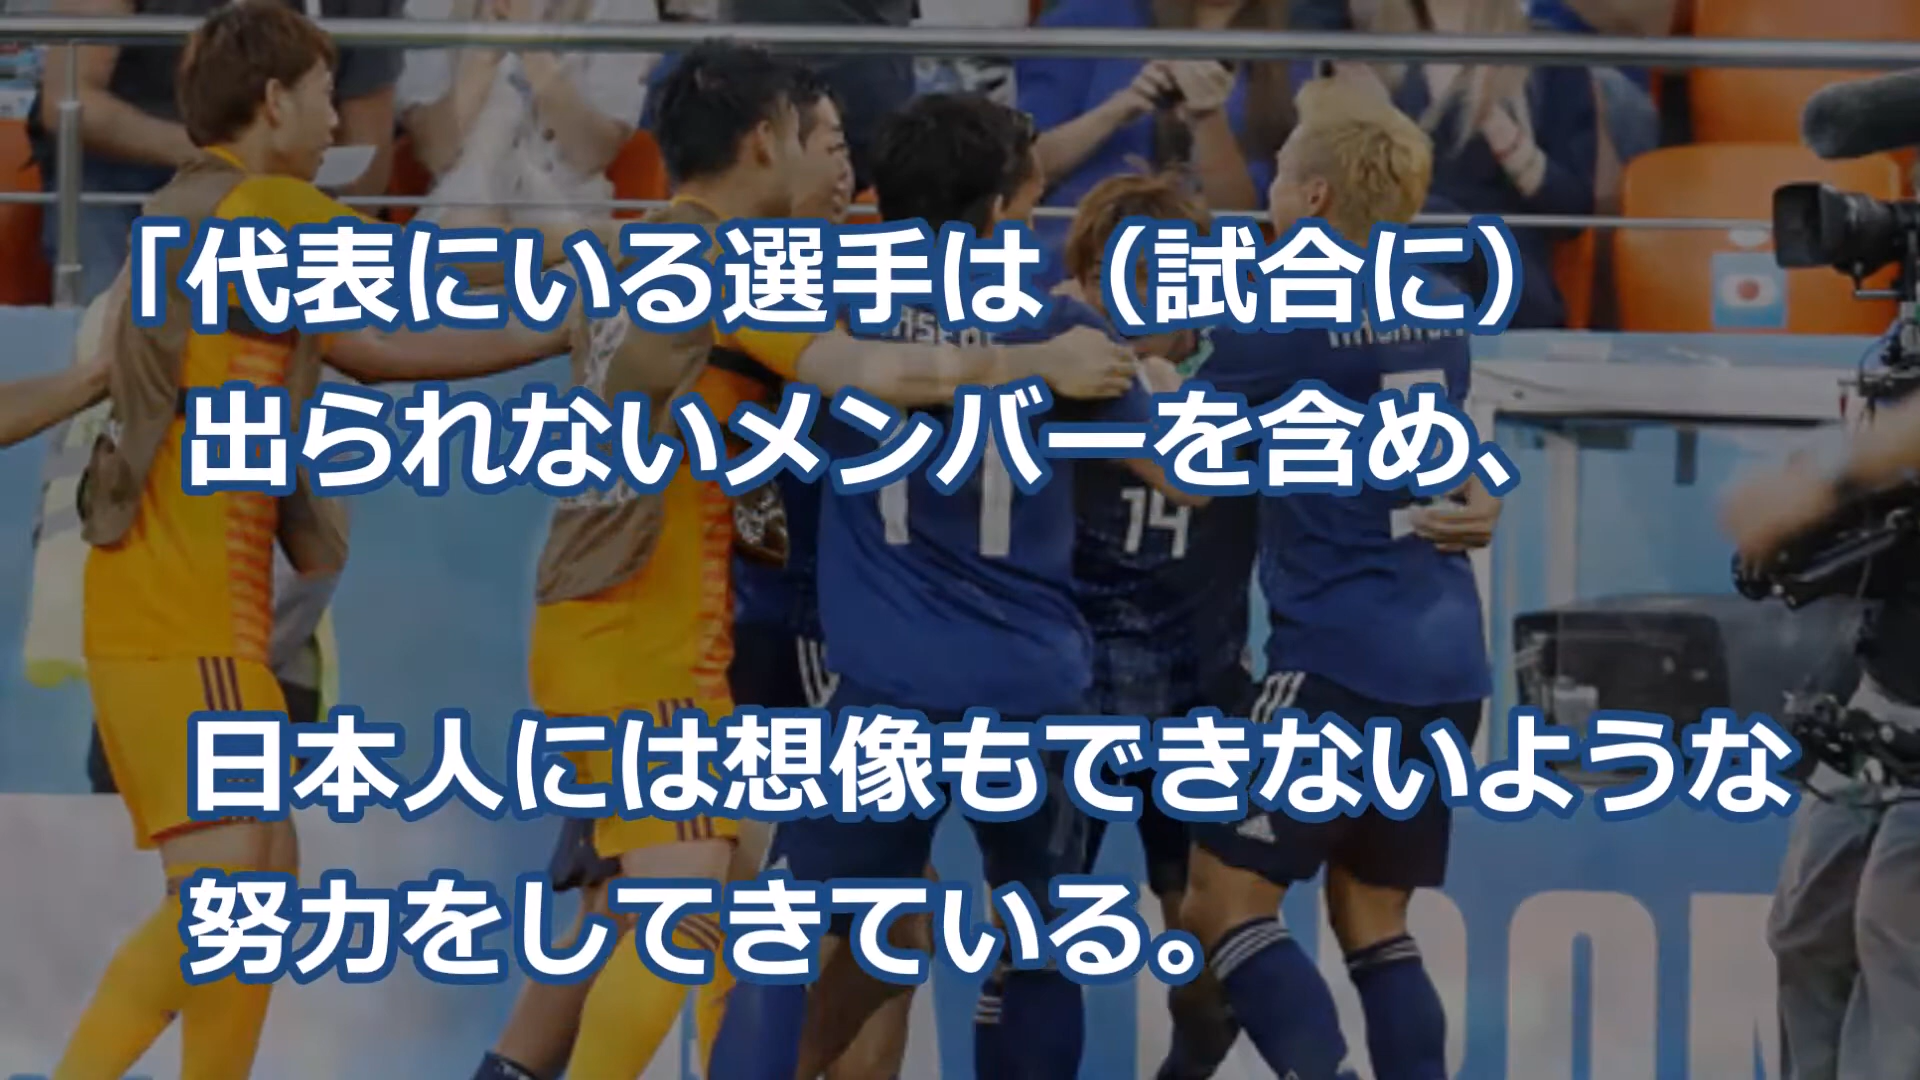 「代表にいる選手は（試合に）
出られないメンバーを含め、
日本人には想像もできないような
努力をしてきている。
14